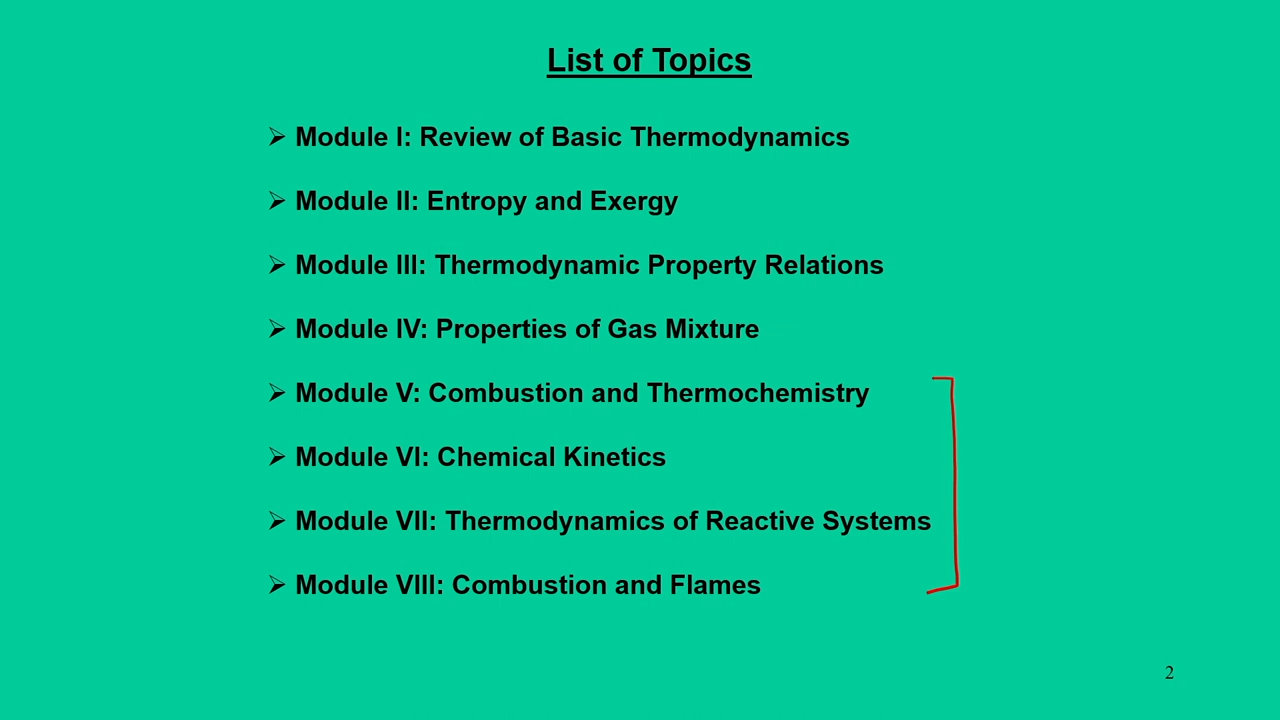 List of Topics
➢ Module I: Review of Basic Thermodynamics
➢ Module II: Entropy and Exergy
➢ Module III: Thermodynamic Property Relations
➢ Module IV: Properties of Gas Mixture
➢ Module V: Combustion and Thermochemistry
➢ Module VI: Chemical Kinetics
➢ Module VII: Thermodynamics of Reactive Systems
➢ Module VIII: Combustion and Flames
2